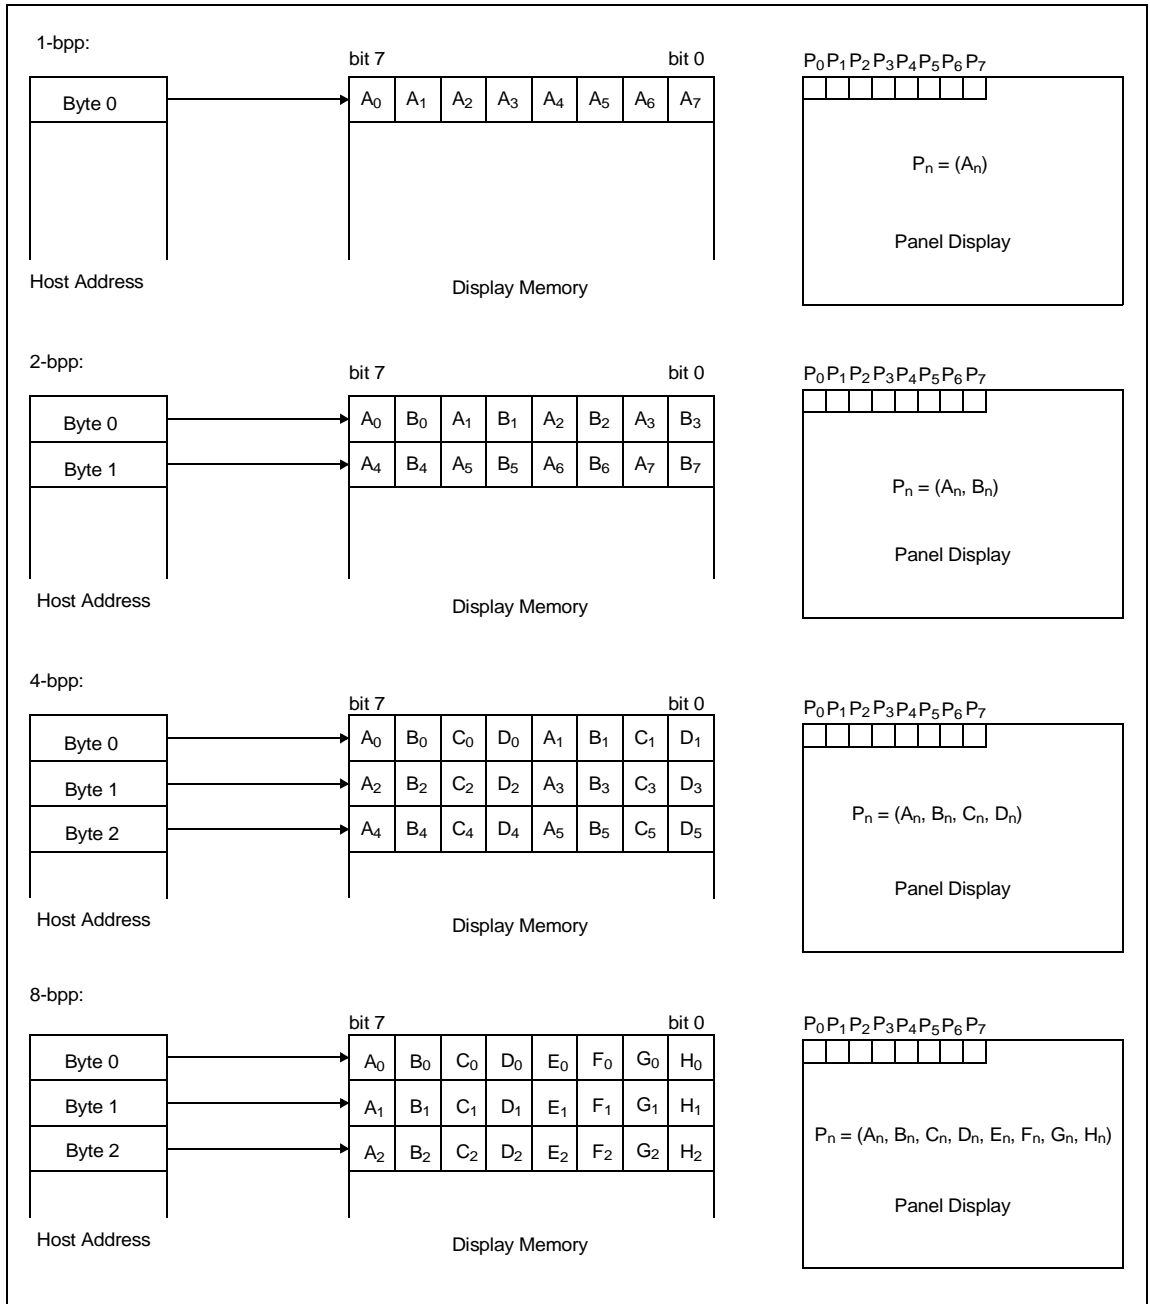 1-bpp:
bit 7 bit 0
P0 P1 P2 P3 P4 P5 P6 P7
Byte 0 A0 A1 A2 A3 A4 A5 A6 A7
Pn = (An)
Panel Display
Host Address
Display Memory
2-bpp:
bit 7 bit 0
P0 P1 P2 P3 P4 P5 P6 P7
Byte 0 A0 B0 A1 B1 A2 B2 A3 B3
Byte 1 A4 B4 A5 B5 A6 B6 A7 B7
Pn = (An, Bn)
Panel Display
Host Address
Display Memory
4-bpp:
bit 7 bit 0
P0 P1 P2 P3 P4 P5 P6 P7
Byte 0 A0 B0 C0 D0 A1 B1 C1 D1
Byte 1 A2 B2 C2 D2 A3 B3 C3 D3
Byte 2 A4 B4 C4 D4 A5 B5 C5 D5
Pn = (An, Bn, Cn, Dn)
Panel Display
Host Address
Display Memory
8-bpp:
bit 7 bit 0
P0 P1 P2 P3 P4 P5 P6 P7
Byte 0 A0 B0 C0 D0 E0 F0 G0 H0
Byte 1 A1 B1 C1 D1 E1 F1 G1 H1
Byte 2 A2 B2 C2 D2 E2 F2 G2 H2
Pn = (An, Bn, Cn, Dn, En, Fn, Gn, Hn)
Panel Display
Host Address
Display Memory